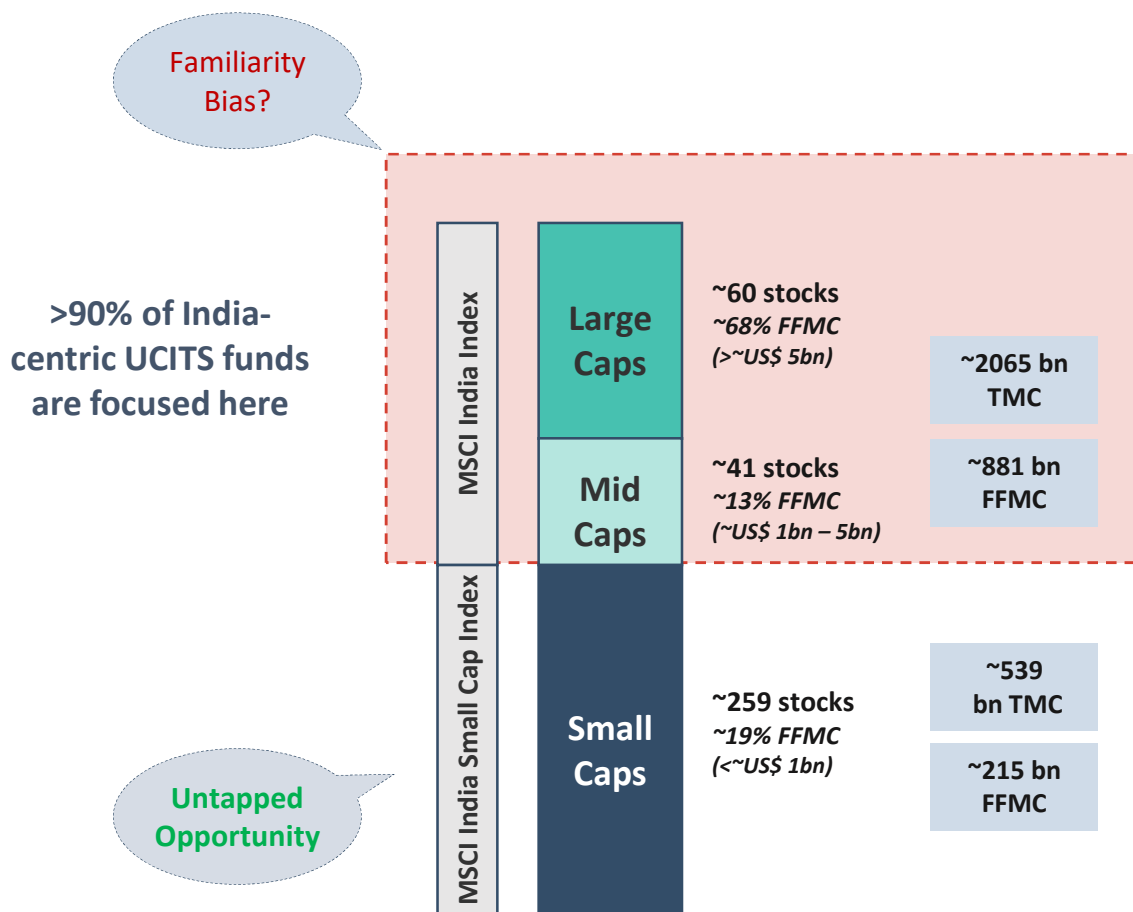 Familiarity
Bias?
>90% of India-
centric UCITS funds
are focused here
MSCI India Index
Large
Caps
~60 stocks
~68% FFMC
(>~US$ 5bn)
~2065 bn
TMC
Mid
Caps
~41 stocks
~13% FFMC
(~US$ 1bn – 5bn)
~881 bn
FFMC
MSCI India Small Cap Index
Small
Caps
~259 stocks
~19% FFMC
(<~US$ 1bn)
~539
bn TMC
~215 bn
FFMC
Untapped
Opportunity